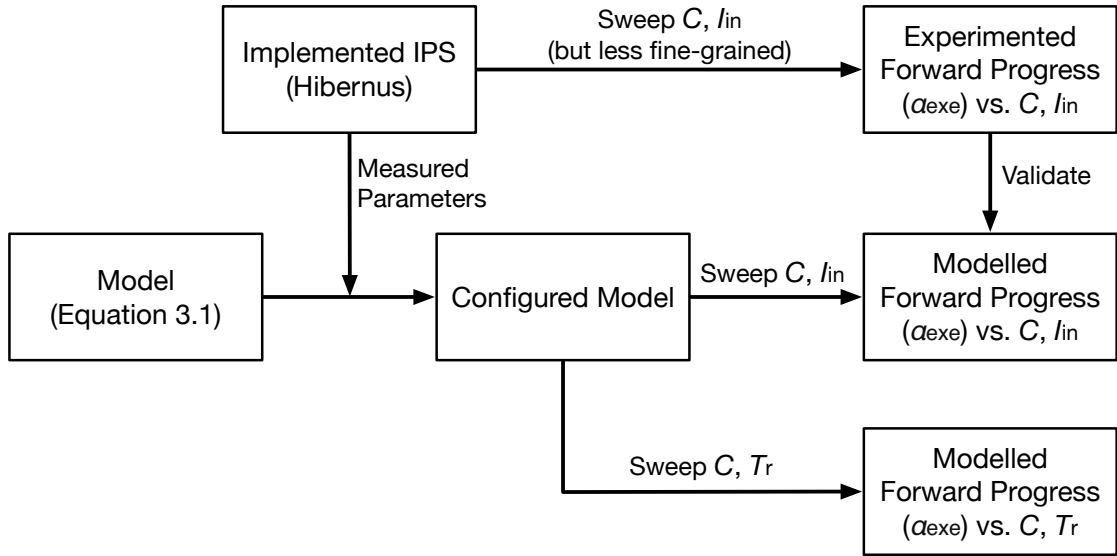 Implemented IPS
(Hibernus)
Sweep C, Iin
(but less fine-grained)
Experimented
Forward Progress
(αexe) vs. C, Iin
Measured
Parameters
Validate
Model
(Equation 3.1)
Configured Model
Sweep C, Iin
Modelled
Forward Progress
(αexe) vs. C, Iin
Sweep C, Tr
Modelled
Forward Progress
(αexe) vs. C, Tr